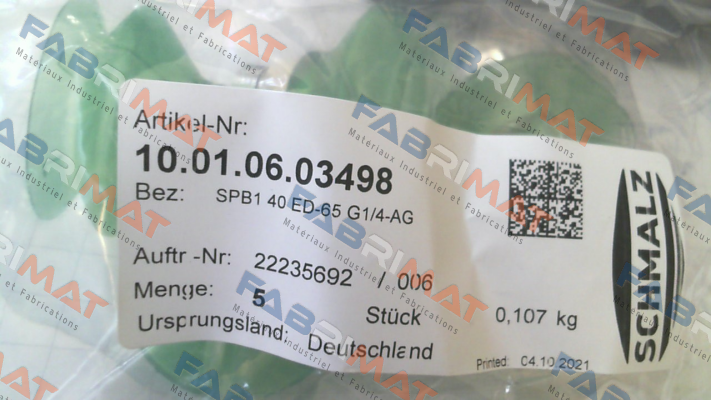 Artikel-Nr:
10.01.06.03498
Bez: SPB1 40 ED-65 G1/4-AG
Auftr -Nr: 22235692 / 006
Menge: 5 Stück 0,107 kg
Ursprungsland: Deutschland
Printed: 04.10.2021
SCHMALZ
FABRIMAT
Materiaux Industriel et Fabrications